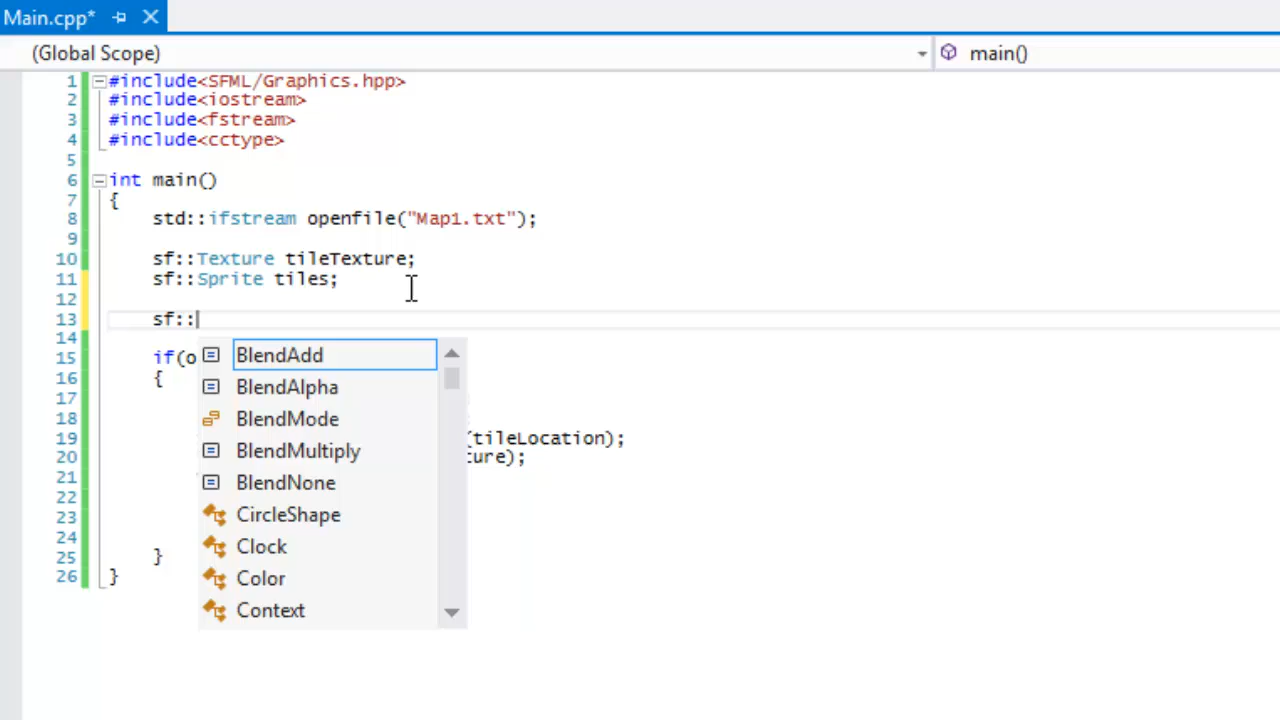 Main.cpp*
(Global Scope) main()
1 #include<SFML/Graphics.hpp>
2 #include<iostream>
3 #include<fstream>
4 #include<cctype>
5
6 int main()
7 {
8 std::ifstream openfile("Map1.txt");
9
10 sf::Texture tileTexture;
11 sf::Sprite tiles;
12
13 sf::
14
15 if(o
16 {
17
18
19 (tileLocation);
20 ture);
21
22
23
24
25 }
26 }
BlendAdd
BlendAlpha
BlendMode
BlendMultiply
BlendNone
CircleShape
Clock
Color
Context